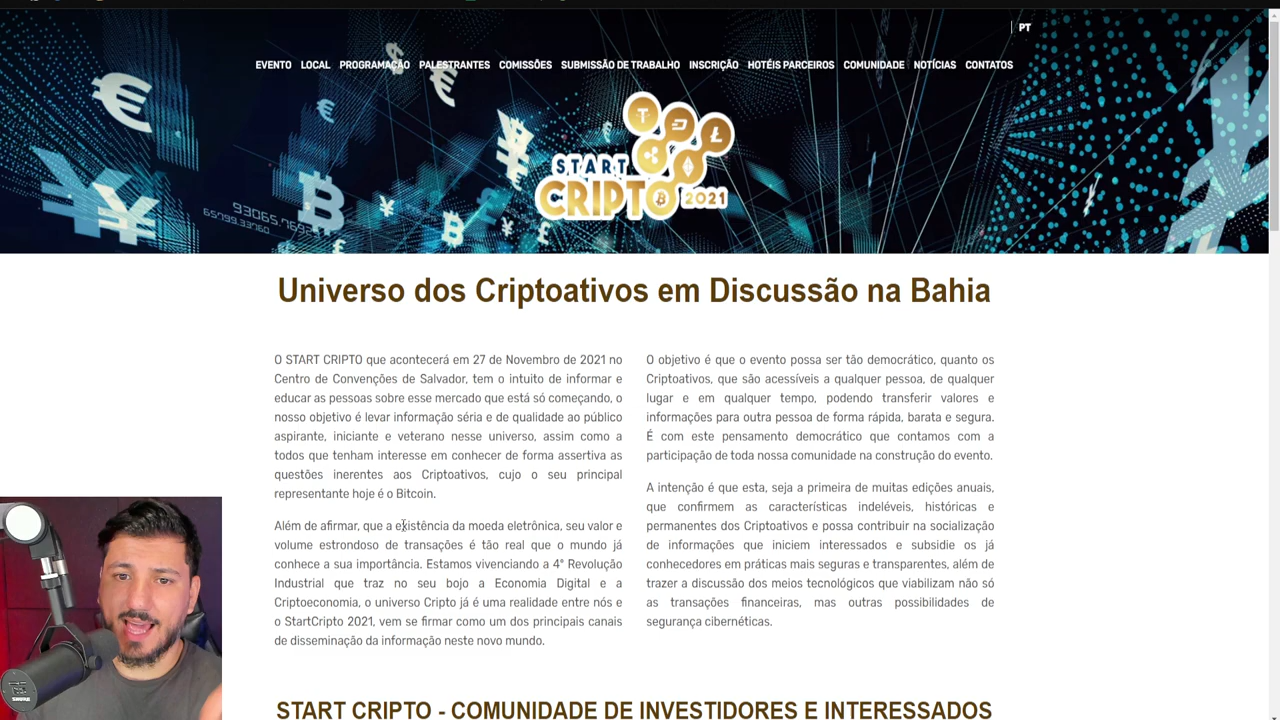 PT
EVENTO LOCAL PROGRAMAÇÃO PALESTRANTES COMISSÕES SUBMISSÃO DE TRABALHO INSCRIÇÃO HOTÉIS PARCEIROS COMUNIDADE NOTÍCIAS CONTATOS
START
CRIPTO 2021
93065.76
65799.33760
Universo dos Criptoativos em Discussão na Bahia
O START CRIPTO que acontecerá em 27 de Novembro de 2021 no
Centro de Convenções de Salvador, tem o intuito de informar e
educar as pessoas sobre esse mercado que está só começando, o
nosso objetivo é levar informação séria e de qualidade ao público
aspirante, iniciante e veterano nesse universo, assim como a
todos que tenham interesse em conhecer de forma assertiva as
questões inerentes aos Criptoativos, cujo o seu principal
representante hoje é o Bitcoin.
Além de afirmar, que a existência da moeda eletrônica, seu valor e
volume estrondoso de transações é tão real que o mundo já
conhece a sua importância. Estamos vivenciando a 4ª Revolução
Industrial que traz no seu bojo a Economia Digital e a
Criptoeconomia, o universo Cripto já é uma realidade entre nós e
o StartCripto 2021, vem se firmar como um dos principais canais
de disseminação da informação neste novo mundo.
O objetivo é que o evento possa ser tão democrático, quanto os
Criptoativos, que são acessíveis a qualquer pessoa, de qualquer
lugar e em qualquer tempo, podendo transferir valores e
informações para outra pessoa de forma rápida, barata e segura.
É com este pensamento democrático que contamos com a
participação de toda nossa comunidade na construção do evento.
A intenção é que esta, seja a primeira de muitas edições anuais,
que confirmem as características indeléveis, históricas e
permanentes dos Criptoativos e possa contribuir na socialização
de informações que iniciem interessados e subsidie os já
conhecedores em práticas mais seguras e transparentes, além de
trazer a discussão dos meios tecnológicos que viabilizam não só
as transações financeiras, mas outras possibilidades de
segurança cibernéticas.
START CRIPTO - COMUNIDADE DE INVESTIDORES E INTERESSADOS